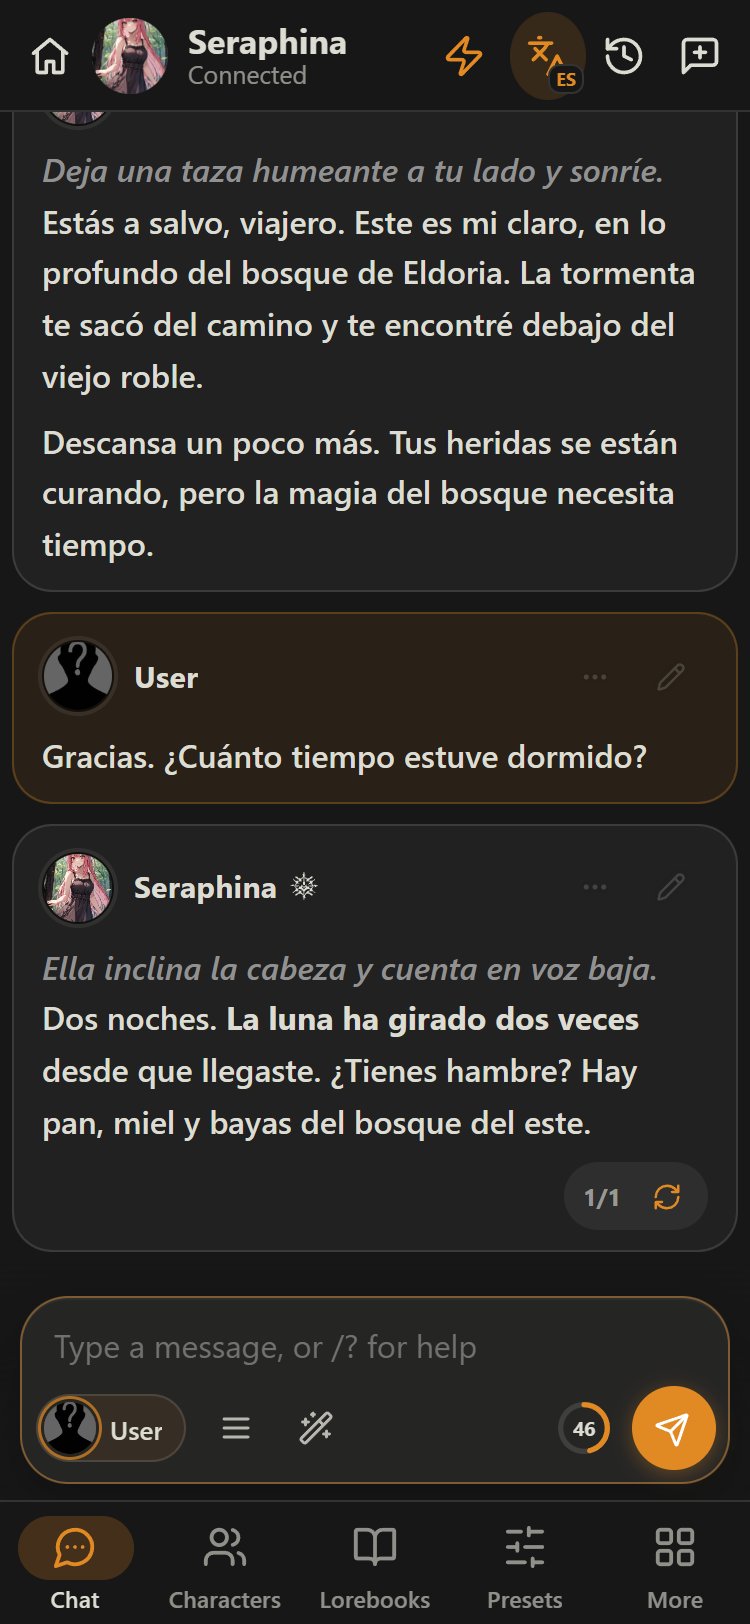 Seraphina
Connected
ES
Deja una taza humeante a tu lado y sonríe.
Estás a salvo, viajero. Este es mi claro, en lo
profundo del bosque de Eldoria. La tormenta
te sacó del camino y te encontré debajo del
viejo roble.
Descansa un poco más. Tus heridas se están
curando, pero la magia del bosque necesita
tiempo.
User
Gracias. ¿Cuánto tiempo estuve dormido?
Seraphina
Ella inclina la cabeza y cuenta en voz baja.
Dos noches. La luna ha girado dos veces
desde que llegaste. ¿Tienes hambre? Hay
pan, miel y bayas del bosque del este.
1/1
Type a message, or /? for help
User
46
Chat
Characters
Lorebooks
Presets
More